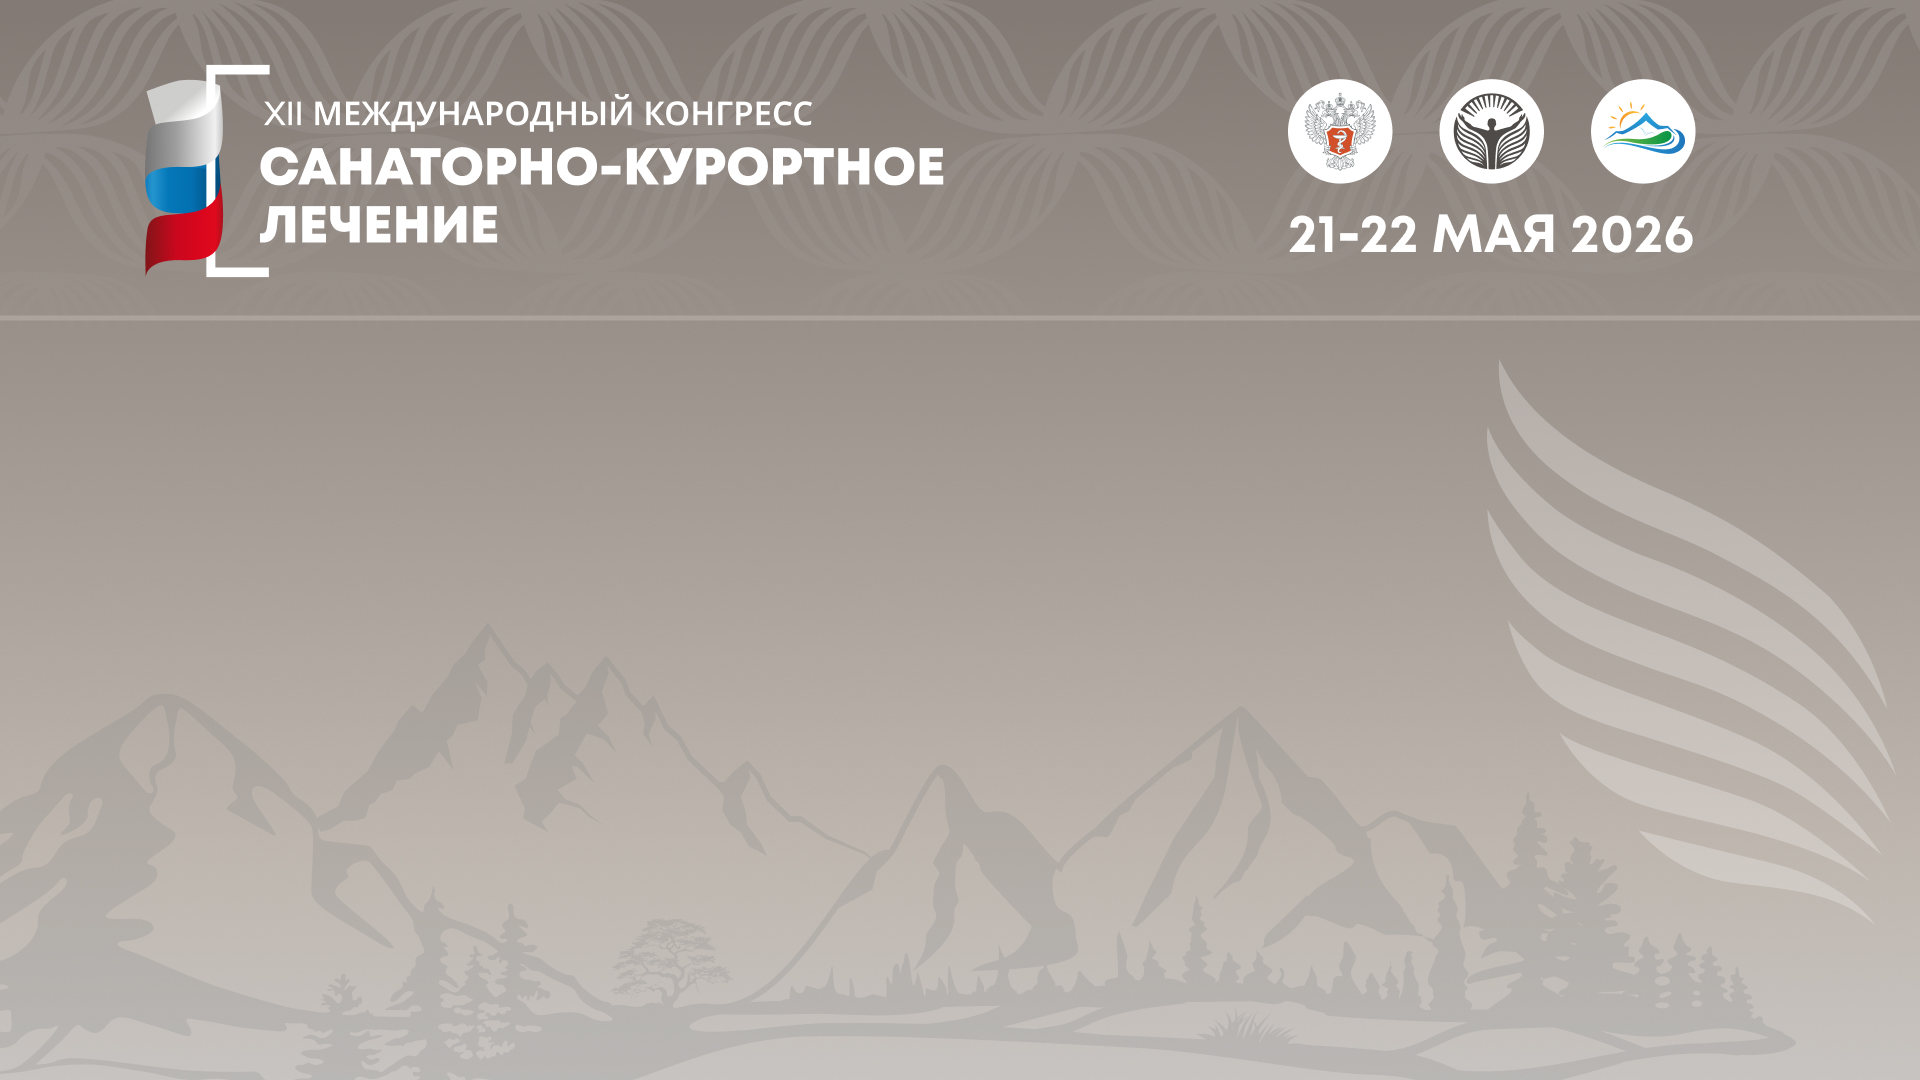 XII МЕЖДУНАРОДНЫЙ КОНГРЕСС
САНАТОРНО-КУРОРТНОЕ
ЛЕЧЕНИЕ
21-22 МАЯ 2026